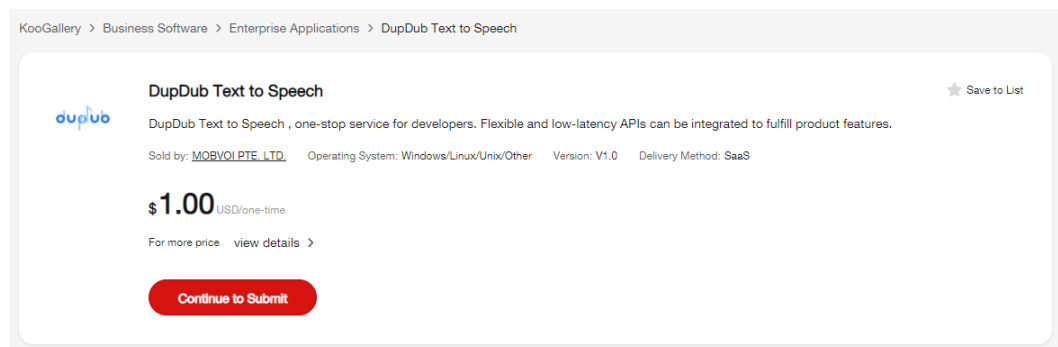 KooGallery > Business Software > Enterprise Applications > DupDub Text to Speech
dupdub
DupDub Text to Speech
Save to List
DupDub Text to Speech , one-stop service for developers. Flexible and low-latency APIs can be integrated to fulfill product features.
Sold by: MOBVOI PTE. LTD. Operating System: Windows/Linux/Unix/Other Version: V1.0 Delivery Method: SaaS
$1.00 USD/one-time
For more price view details >
Continue to Submit